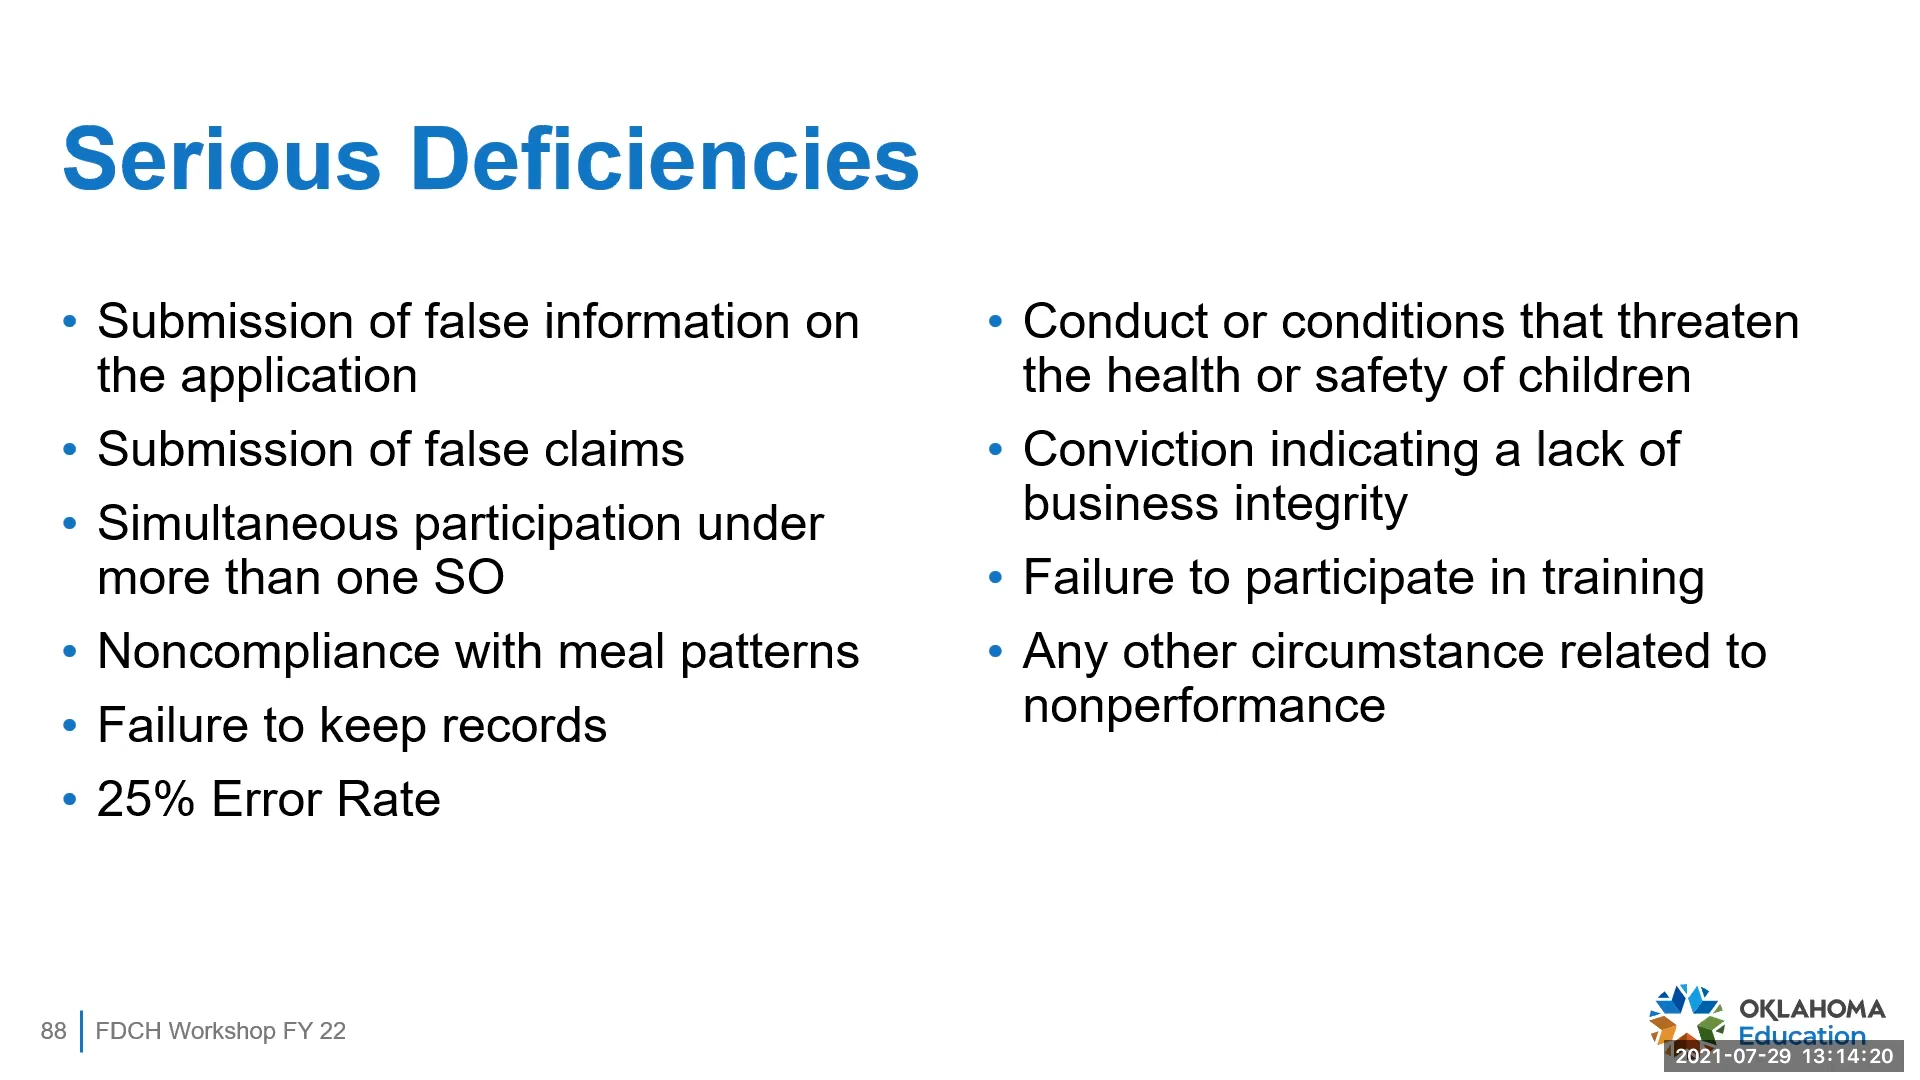 Serious Deficiencies
• Submission of false information on
the application
• Submission of false claims
• Simultaneous participation under
more than one SO
• Noncompliance with meal patterns
• Failure to keep records
• 25% Error Rate
• Conduct or conditions that threaten
the health or safety of children
• Conviction indicating a lack of
business integrity
• Failure to participate in training
• Any other circumstance related to
nonperformance
88 FDCH Workshop FY 22
OKLAHOMA
Education
2021-07-29 13:14:20